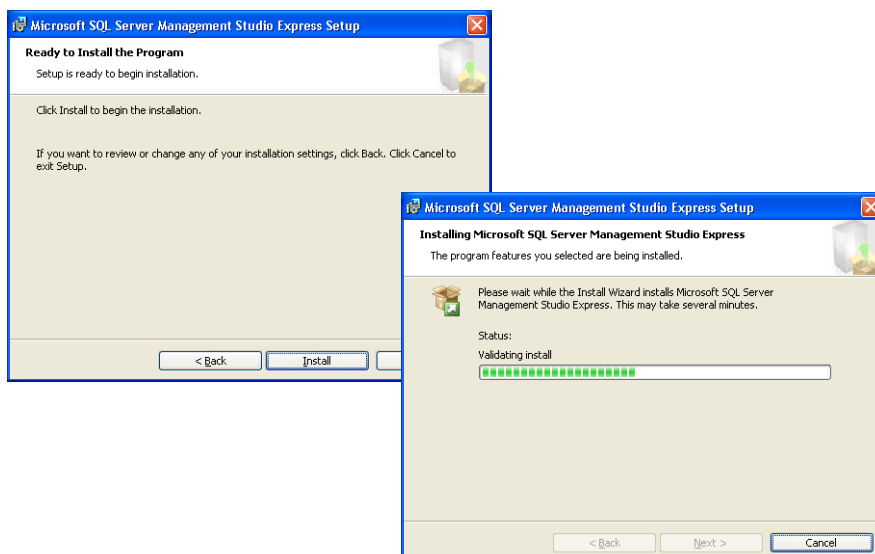 Microsoft SQL Server Management Studio Express Setup
Ready to Install the Program
Setup is ready to begin installation.
Click Install to begin the installation.
If you want to review or change any of your installation settings, click Back. Click Cancel to
exit Setup.
< Back
Install
Microsoft SQL Server Management Studio Express Setup
Installing Microsoft SQL Server Management Studio Express
The program features you selected are being installed.
Please wait while the Install Wizard installs Microsoft SQL Server
Management Studio Express. This may take several minutes.
Status:
Validating install
< Back
Next >
Cancel